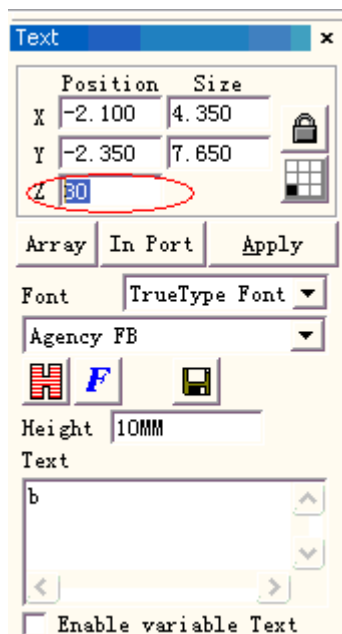 Text
Position Size
X -2.100 4.350
Y -2.350 7.650
Z 30
Array In Port Apply
Font TrueType Font
Agency FB
F
Height 10MM
Text
b
Enable variable Text